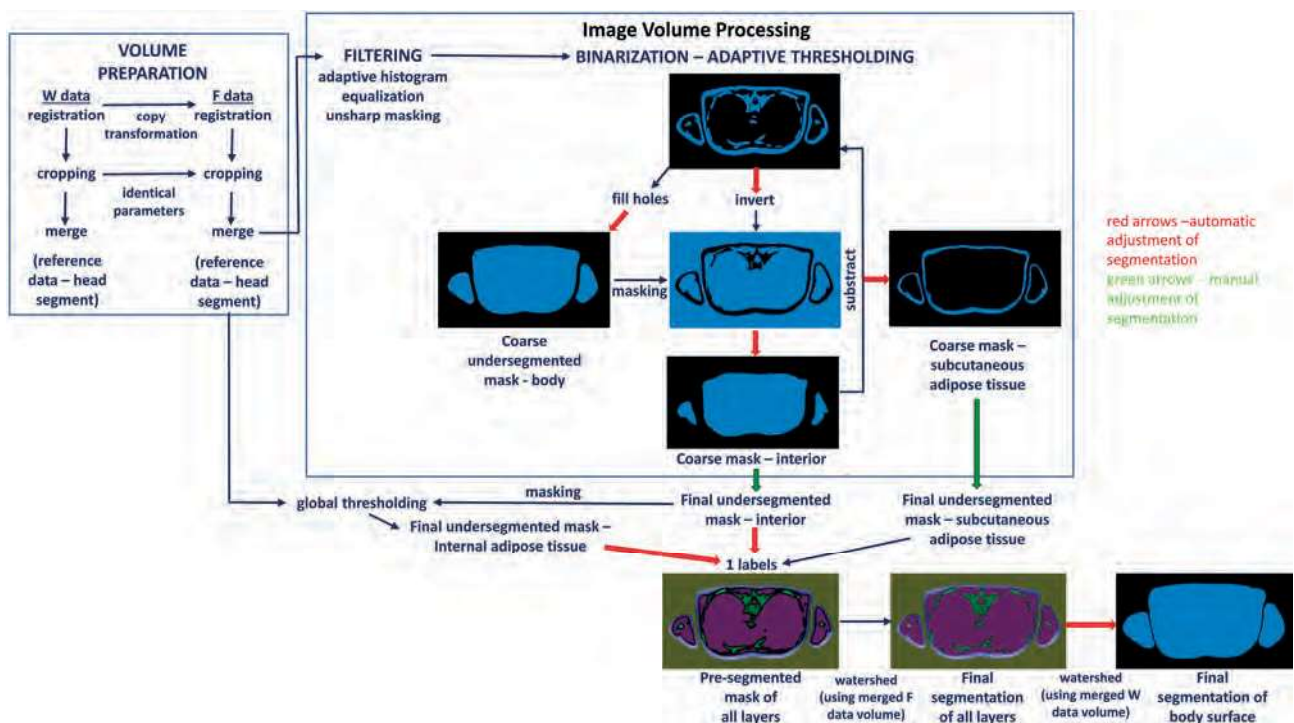 Image Volume Processing
VOLUME
PREPARATION
W data
registration
copy
transformation
F data
registration
cropping
identical
parameters
cropping
merge
merge
(reference
data – head
segment)
(reference
data – head
segment)
FILTERING
adaptive histogram
equalization
unsharp masking
BINARIZATION – ADAPTIVE THRESHOLDING
fill holes
invert
masking
substract
Coarse
undersegmented
mask - body
Coarse mask –
subcutaneous
adipose tissue
Coarse mask – interior
red arrows –automatic
adjustment of
segmentation
green arrows – manual
adjustment of
segmentation
global thresholding
masking
Final undersegmented
mask – interior
Final undersegmented
mask – subcutaneous
adipose tissue
Final undersegmented mask –
Internal adipose tissue
1 labels
Pre-segmented
mask of
all layers
watershed
(using merged F
data volume)
Final
segmentation
of all layers
watershed
(using merged W
data volume)
Final
segmentation of
body surface